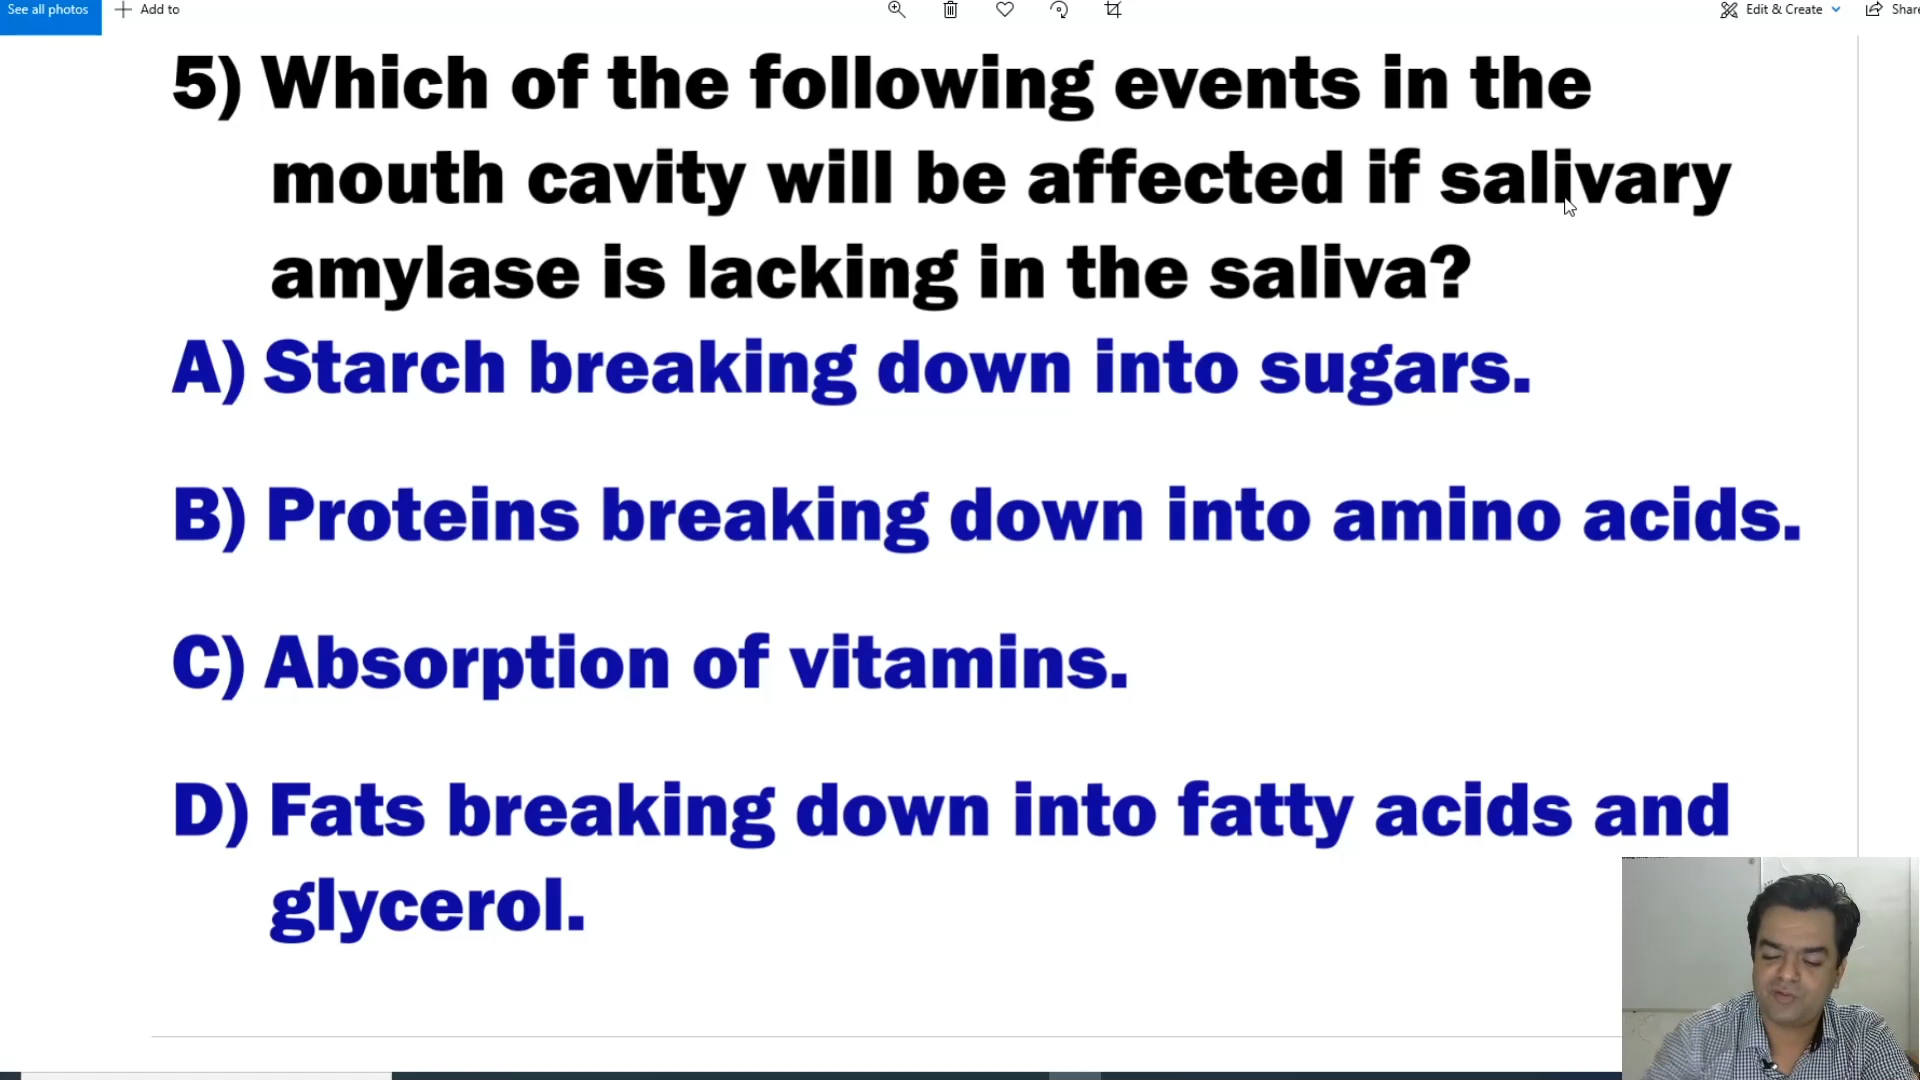 See all photos
Add to
Edit & Create
Share
5) Which of the following events in the
mouth cavity will be affected if salivary
amylase is lacking in the saliva?
A) Starch breaking down into sugars.
B) Proteins breaking down into amino acids.
C) Absorption of vitamins.
D) Fats breaking down into fatty acids and
glycerol.